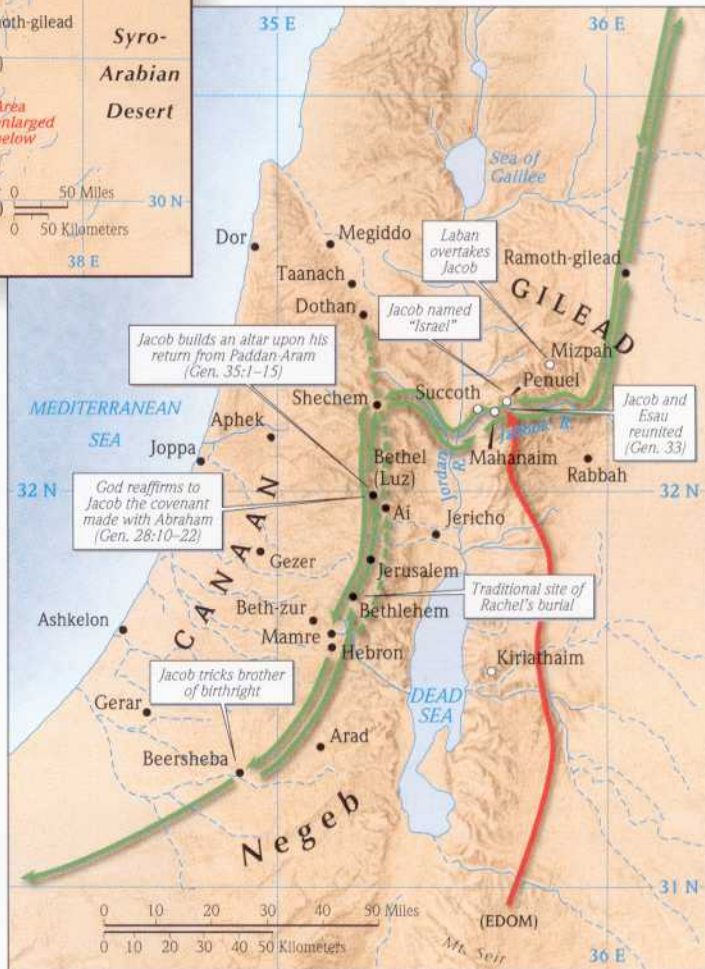 oth-gilead
Syro-
Arabian
Desert
Area
enlarged
below
0 50 Miles
0 50 Kilometers
30 N
38 E
35 E
36 E
Sea of
Galilee
Dor
Megiddo
Taanach
Dothan
Laban
overtakes
Jacob
Ramoth-gilead
GILEAD
Jacob named
"Israel"
Mizpah
Penuel
Jacob builds an altar upon his
return from Paddan-Aram
(Gen. 35:1–15)
Shechem
Succoth
Jacob and
Esau
reunited
(Gen. 33)
Jabbok R.
Mahanaim
MEDITERRANEAN
SEA
Aphek
Joppa
Bethel
(Luz)
Jordan
R.
Rabbah
32 N
32 N
God reaffirms to
Jacob the covenant
made with Abraham
(Gen. 28:10–22)
Ai
Jericho
CANAAN
Gezer
Jerusalem
Traditional site of
Rachel's burial
Beth-zur
Bethlehem
Ashkelon
Mamre
Hebron
Kiriathaim
Jacob tricks brother
of birthright
DEAD
SEA
Gerar
Arad
Beersheba
Negeb
31 N
0 10 20 30 40 50 Miles
0 10 20 30 40 50 Kilometers
(EDOM)
Mt. Seir
36 E